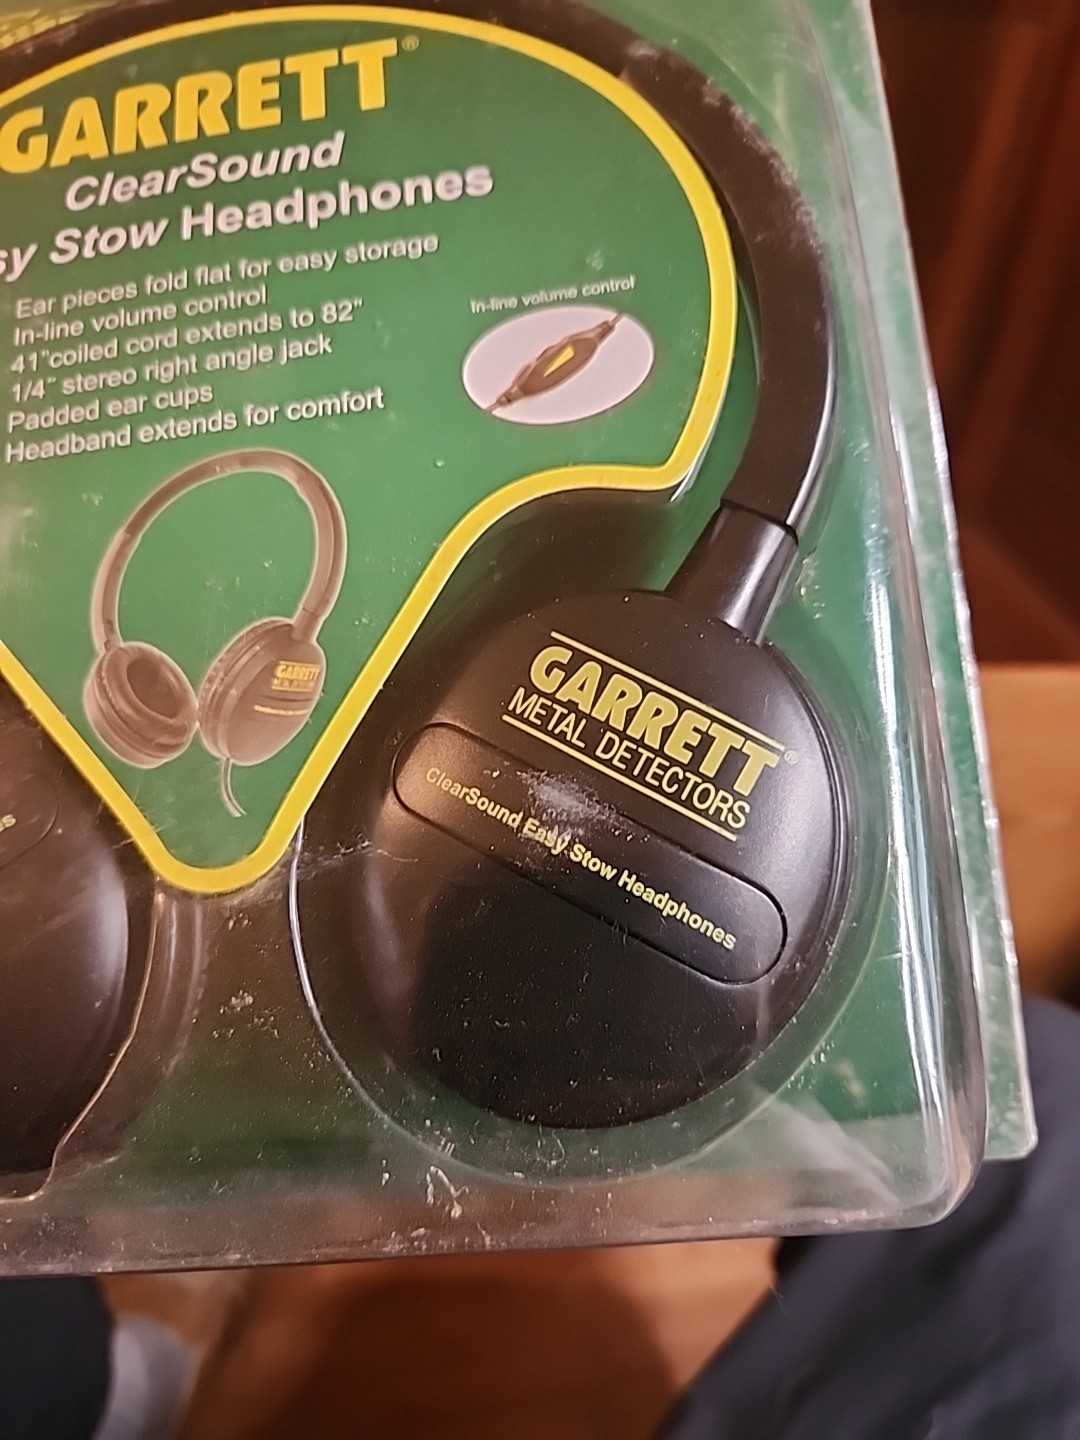 GARRETT®
ClearSound
sy Stow Headphones
Ear pieces fold flat for easy storage
In-line volume control
41"coiled cord extends to 82"
1/4" stereo right angle jack
Padded ear cups
Headband extends for comfort
In-line volume control
GARRETT
GARRETT®
METAL DETECTORS
ClearSound Easy Stow Headphones
es